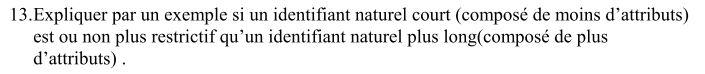 13.Expliquer par un exemple si un identifiant naturel court (composé de moins d'attributs)
est ou non plus restrictif qu'un identifiant naturel plus long(composé de plus
d'attributs) .